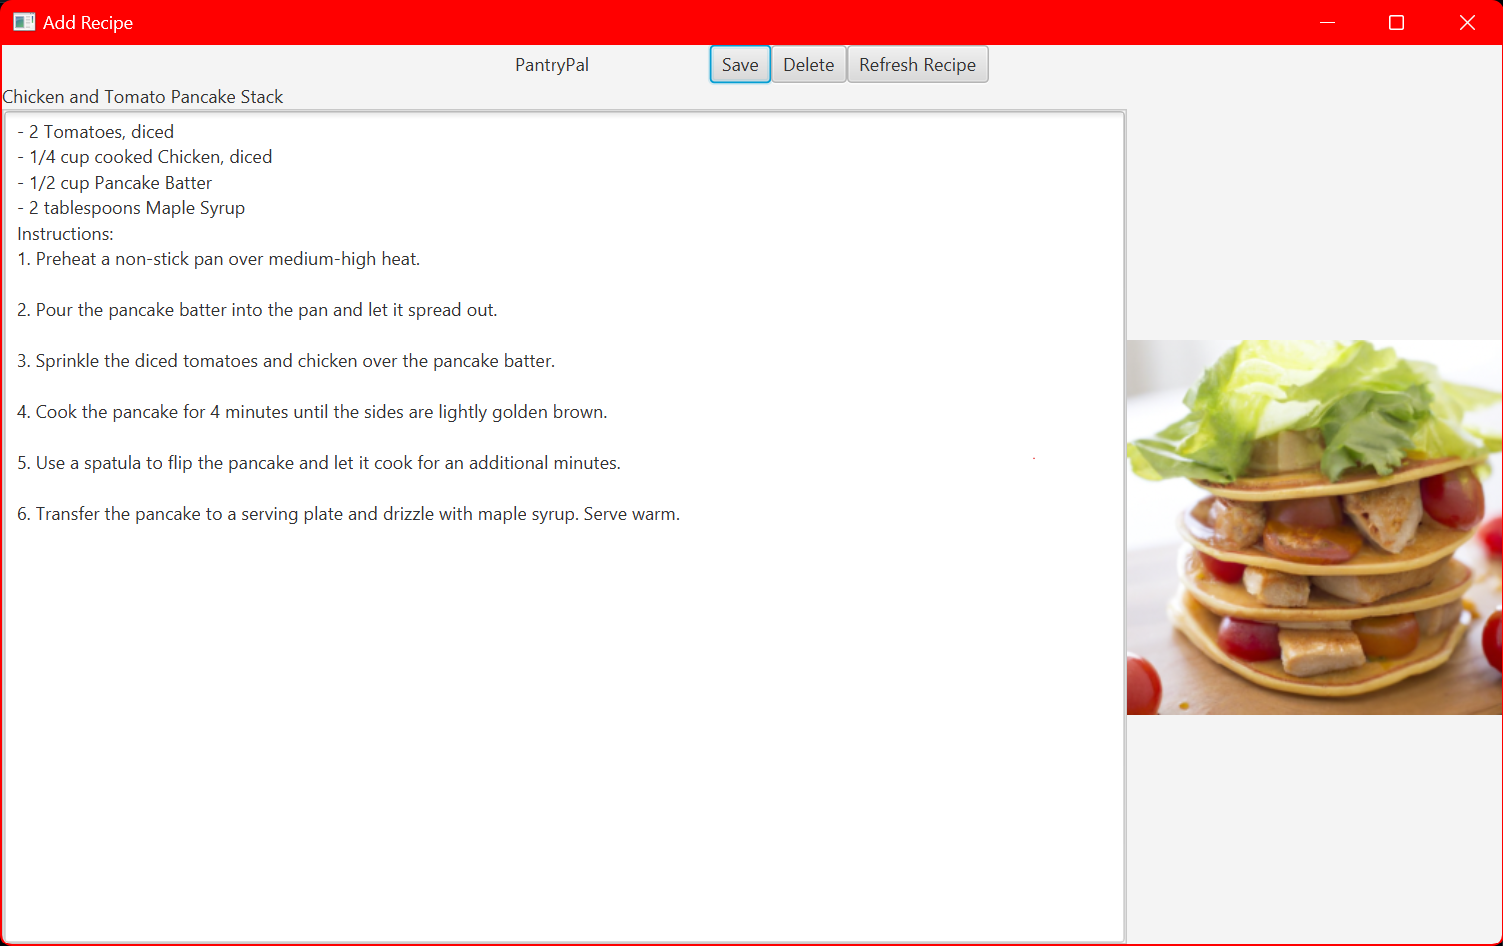 Add Recipe
PantryPal Save Delete Refresh Recipe
Chicken and Tomato Pancake Stack
- 2 Tomatoes, diced
- 1/4 cup cooked Chicken, diced
- 1/2 cup Pancake Batter
- 2 tablespoons Maple Syrup
Instructions:
1. Preheat a non-stick pan over medium-high heat.
2. Pour the pancake batter into the pan and let it spread out.
3. Sprinkle the diced tomatoes and chicken over the pancake batter.
4. Cook the pancake for 4 minutes until the sides are lightly golden brown.
5. Use a spatula to flip the pancake and let it cook for an additional minutes.
6. Transfer the pancake to a serving plate and drizzle with maple syrup. Serve warm.